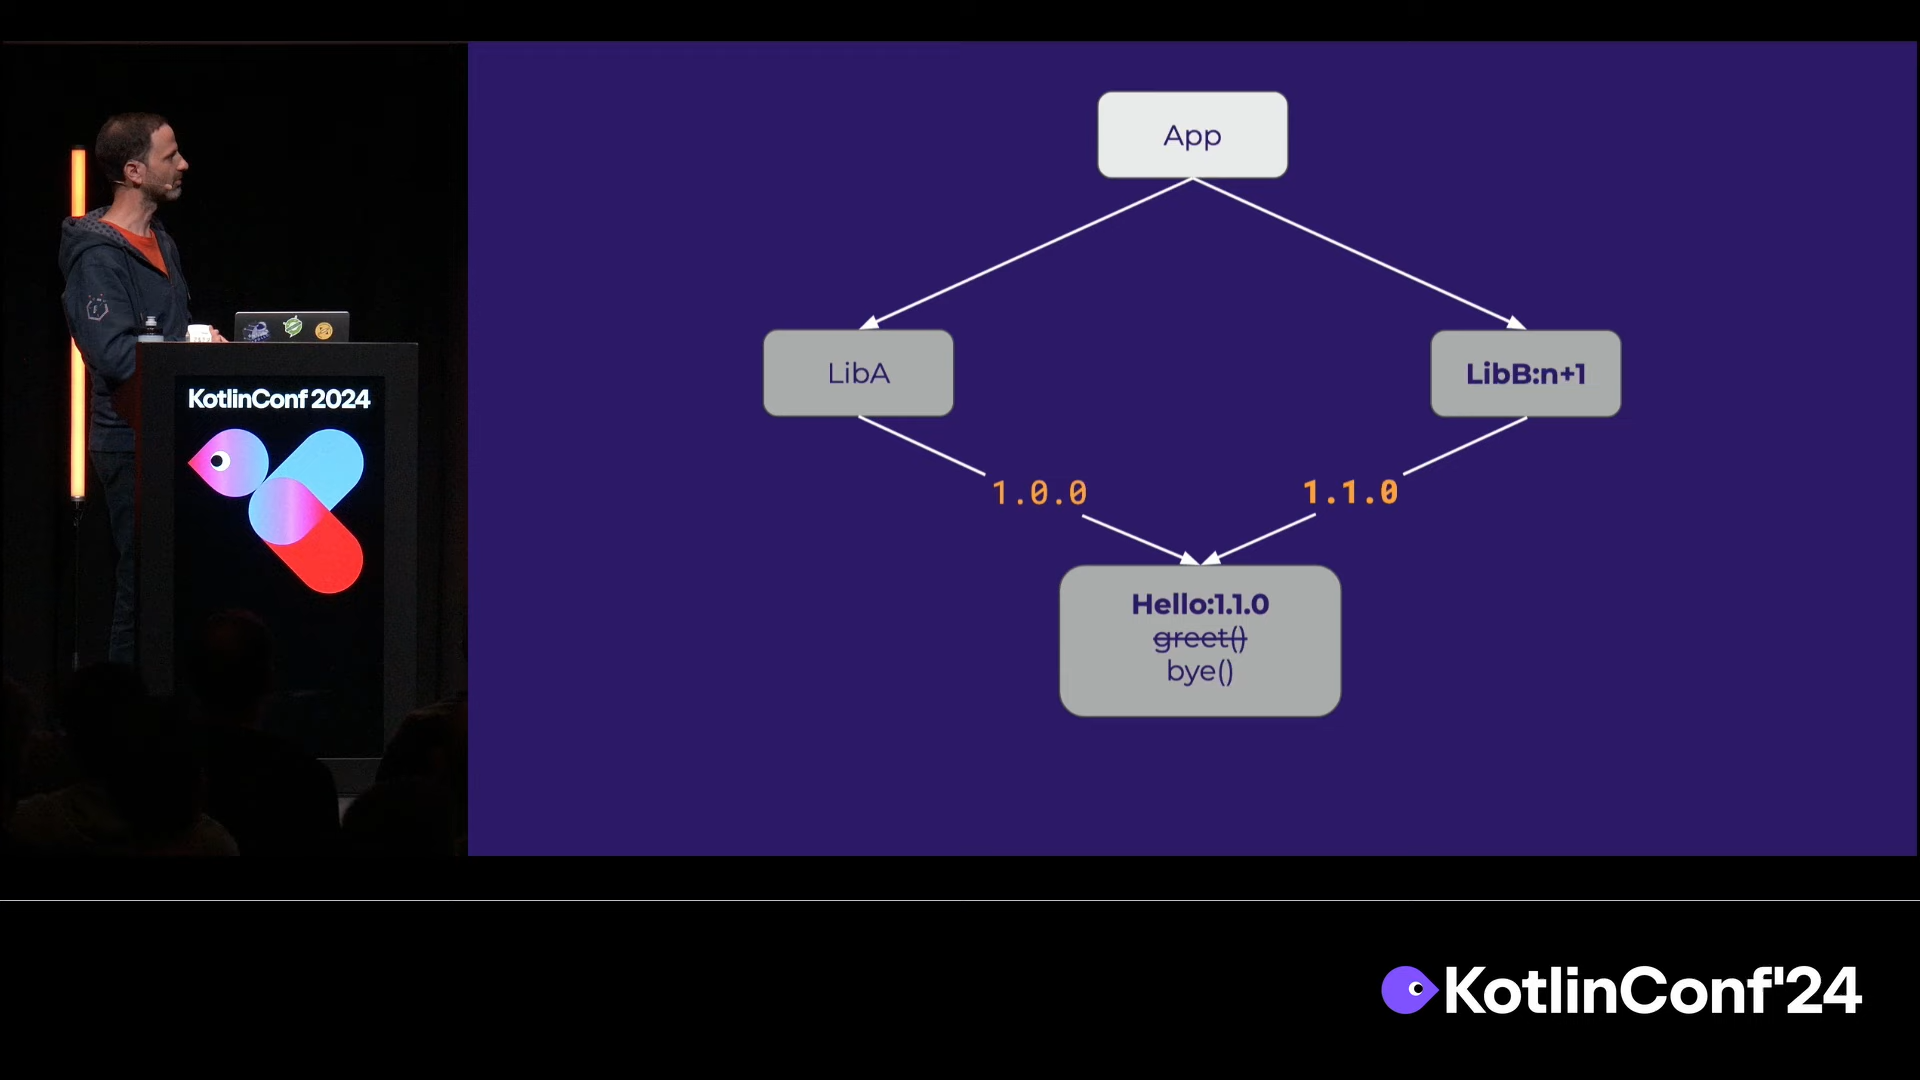 App
LibA
LibB:n+1
1.0.0
1.1.0
Hello:1.1.0
greet()
bye()
KotlinConf 2024
KotlinConf'24